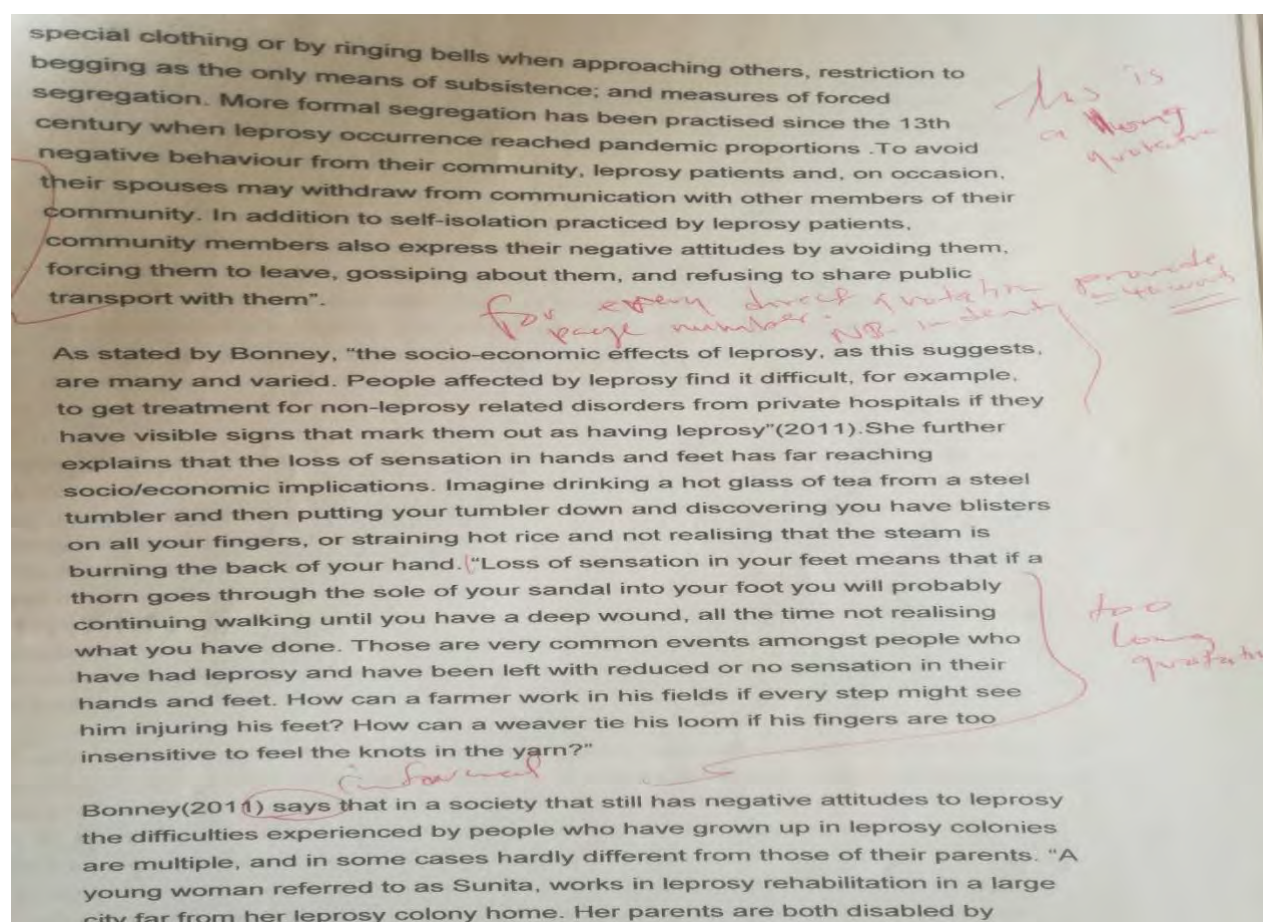 special clothing or by ringing bells when approaching others, restriction to
begging as the only means of subsistence; and measures of forced
segregation. More formal segregation has been practised since the 13th
century when leprosy occurrence reached pandemic proportions .To avoid
negative behaviour from their community, leprosy patients and, on occasion,
their spouses may withdraw from communication with other members of their
community. In addition to self-isolation practiced by leprosy patients,
community members also express their negative attitudes by avoiding them,
forcing them to leave, gossiping about them, and refusing to share public
transport with them”.
this is
a
quotation
for every direct quotation provide
page number. NB. indent
As stated by Bonney, “the socio-economic effects of leprosy, as this suggests,
are many and varied. People affected by leprosy find it difficult, for example,
to get treatment for non-leprosy related disorders from private hospitals if they
have visible signs that mark them out as having leprosy”(2011).She further
explains that the loss of sensation in hands and feet has far reaching
socio/economic implications. Imagine drinking a hot glass of tea from a steel
tumbler and then putting your tumbler down and discovering you have blisters
on all your fingers, or straining hot rice and not realising that the steam is
burning the back of your hand. “Loss of sensation in your feet means that if a
thorn goes through the sole of your sandal into your foot you will probably
continuing walking until you have a deep wound, all the time not realising
what you have done. Those are very common events amongst people who
have had leprosy and have been left with reduced or no sensation in their
hands and feet. How can a farmer work in his fields if every step might see
him injuring his feet? How can a weaver tie his loom if his fingers are too
insensitive to feel the knots in the yarn?”
too
long
quotation
informal
Bonney(2011) says that in a society that still has negative attitudes to leprosy
the difficulties experienced by people who have grown up in leprosy colonies
are multiple, and in some cases hardly different from those of their parents. “A
young woman referred to as Sunita, works in leprosy rehabilitation in a large
city far from her leprosy colony home. Her parents are both disabled by